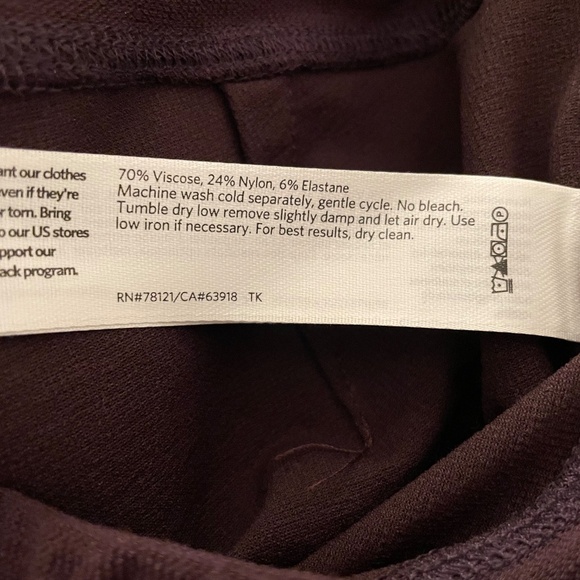 ant our clothes
ven if they're
r torn. Bring
o our US stores
pport our
ack program.
70% Viscose, 24% Nylon, 6% Elastane
Machine wash cold separately, gentle cycle. No bleach.
Tumble dry low remove slightly damp and let air dry. Use
low iron if necessary. For best results, dry clean.
RN#78121/CA#63918 TK
P